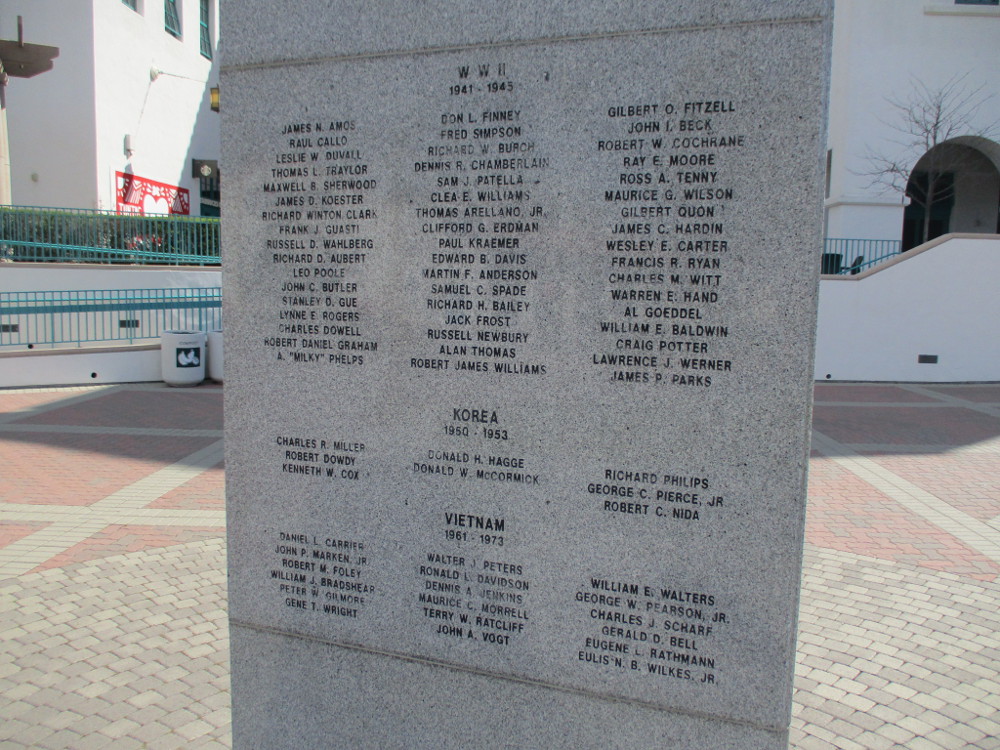 W W II
1941 - 1945
JAMES N. AMOS
RAUL CALLO
LESLIE W. DUVALL
THOMAS L. TRAYLOR
MAXWELL B. SHERWOOD
JAMES D. KOESTER
RICHARD WINTON CLARK
FRANK J. GUASTI
RUSSELL D. WAHLBERG
RICHARD D. AUBERT
LEO POOLE
JOHN C. BUTLER
STANLEY O. GUE
LYNNE E. ROGERS
CHARLES DOWELL
ROBERT DANIEL GRAHAM
A. "MILKY" PHELPS
DON L. FINNEY
FRED SIMPSON
RICHARD W. BURCH
DENNIS R. CHAMBERLAIN
SAM J. PATELLA
CLEA E. WILLIAMS
THOMAS ARELLANO, JR.
CLIFFORD G. ERDMAN
PAUL KRAEMER
EDWARD B. DAVIS
MARTIN F. ANDERSON
SAMUEL C. SPADE
RICHARD H. BAILEY
JACK FROST
RUSSELL NEWBURY
ALAN THOMAS
ROBERT JAMES WILLIAMS
GILBERT O. FITZELL
JOHN I. BECK
ROBERT W. COCHRANE
RAY E. MOORE
ROSS A. TENNY
MAURICE G. WILSON
GILBERT QUON
JAMES C. HARDIN
WESLEY E. CARTER
FRANCIS R. RYAN
CHARLES M. WITT
WARREN E. HAND
AL GOEDDEL
WILLIAM E. BALDWIN
CRAIG POTTER
LAWRENCE J. WERNER
JAMES P. PARKS
KOREA
1950 - 1953
CHARLES R. MILLER
ROBERT DOWDY
KENNETH W. COX
DONALD H. HAGGE
DONALD W. McCORMICK
RICHARD PHILIPS
GEORGE C. PIERCE, JR.
ROBERT C. NIDA
VIETNAM
1961 - 1973
DANIEL L. CARRIER
JOHN P. MARKEN, JR.
ROBERT M. FOLEY
WILLIAM J. BRADSHEAR
PETER W. GILMORE
GENE T. WRIGHT
WALTER J. PETERS
RONALD L. DAVIDSON
DENNIS A. JENKINS
MAURICE C. MORRELL
TERRY W. RATCLIFF
JOHN A. VOGT
WILLIAM E. WALTERS
GEORGE W. PEARSON, JR.
CHARLES J. SCHARF
GERALD D. BELL
EUGENE L. RATHMANN
EULIS N. B. WILKES, JR.